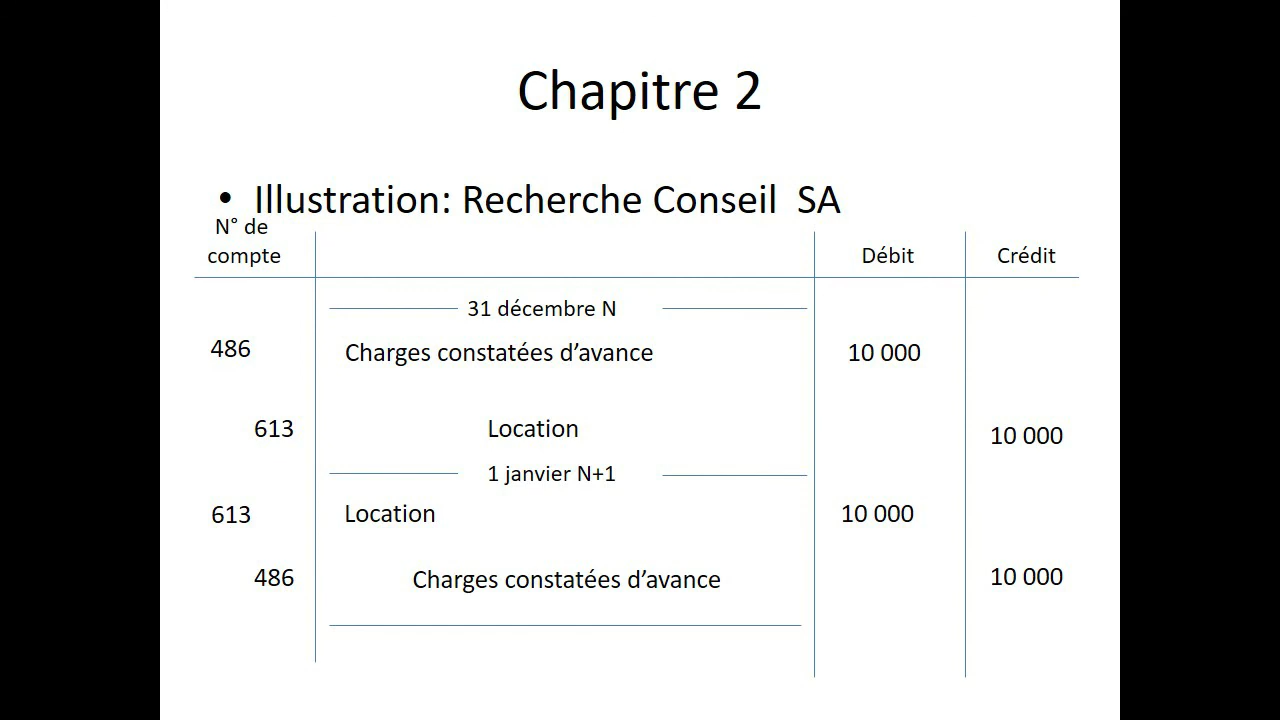 Chapitre 2
• Illustration: Recherche Conseil SA
N° de
compte Débit Crédit
31 décembre N
486 Charges constatées d’avance 10 000
613 Location 10 000
1 janvier N+1
613 Location 10 000
486 Charges constatées d’avance 10 000